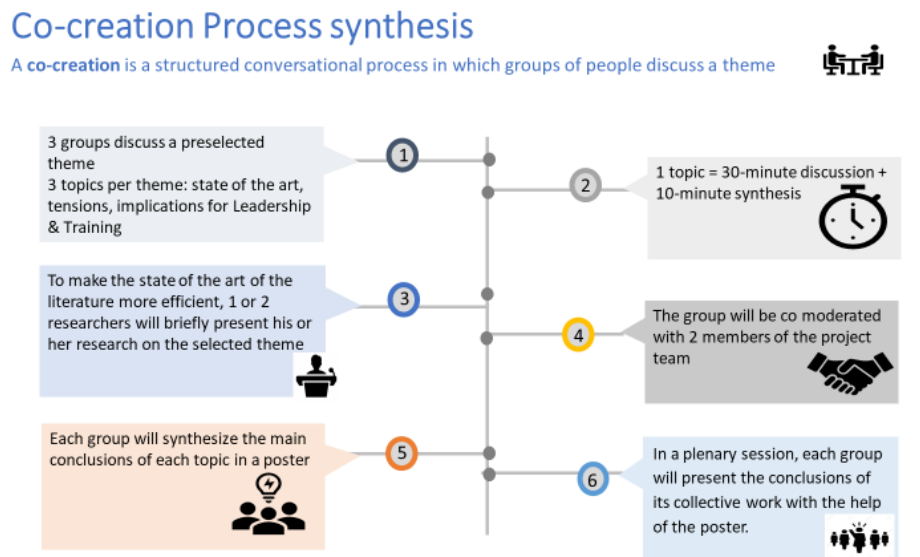 Co-creation Process synthesis
A co-creation is a structured conversational process in which groups of people discuss a theme
3 groups discuss a preselected
theme
3 topics per theme: state of the art,
tensions, implications for Leadership
& Training
1
2
1 topic = 30-minute discussion +
10-minute synthesis
To make the state of the art of the
literature more efficient, 1 or 2
researchers will briefly present his or
her research on the selected theme
3
4
The group will be co moderated
with 2 members of the project
team
Each group will synthesize the main
conclusions of each topic in a poster
5
6
In a plenary session, each group
will present the conclusions of
its collective work with the help
of the poster.